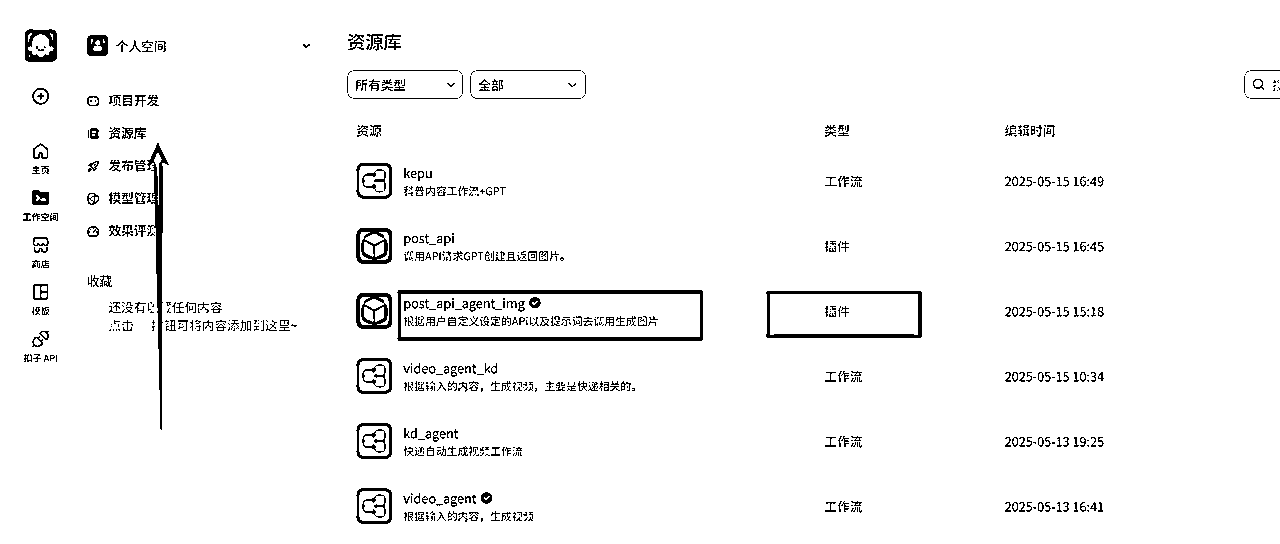 个人空间
项目开发
资源库
发布管
模型管理
效果评
收藏
还没有 任何内容
点击 按钮可将内容添加到这里~
主页
工作空间
商店
模板
扣子 API
资源库
所有类型
全部
资源 类型 编辑时间
kepu
科普内容工作流+GPT
工作流 2025-05-15 16:49
post_api
调用API请求GPT创建且返回图片。
插件 2025-05-15 16:45
post_api_agent_img
根据用户自定义设定的APi以及提示词去调用生成图片
插件 2025-05-15 15:18
video_agent_kd
根据输入的内容，生成视频，主要是快递相关的。
工作流 2025-05-15 10:34
kd_agent
快递自动生成视频工作流
工作流 2025-05-13 19:25
video_agent
根据输入的内容，生成视频
工作流 2025-05-13 16:41